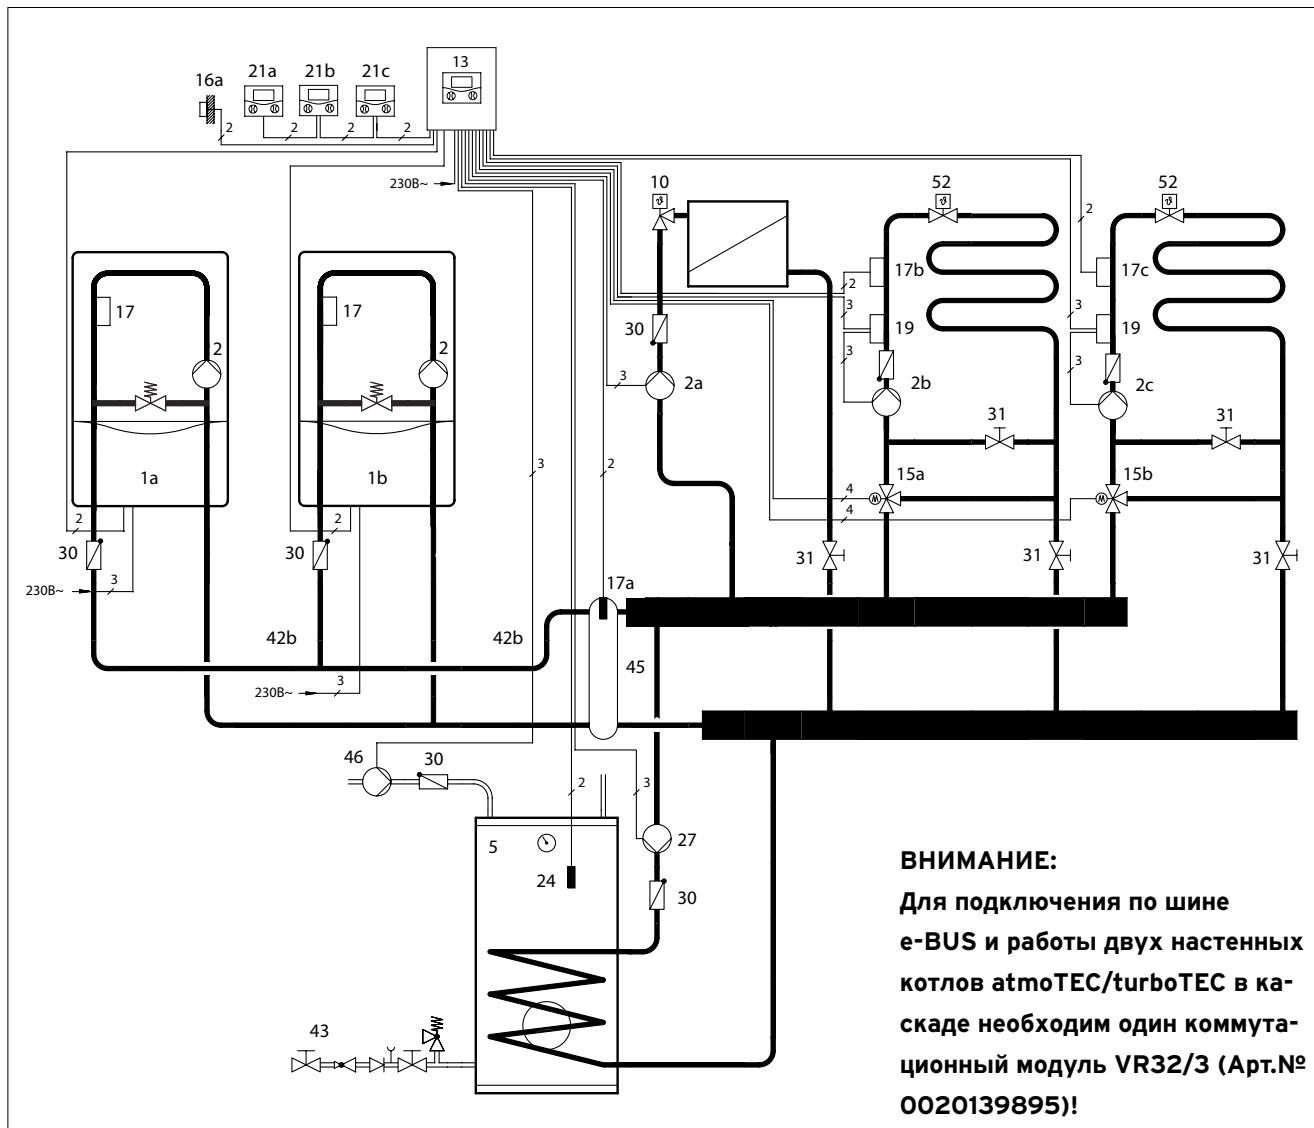 13
21a 21b 21c
16a
2 2 2 2
230В~
10
52
52
2
17b
17c
17
17
2
3
3
30
19
19
2
2
3
3
2a
2b
2c
3
31
31
3
2
1a
1b
15a
15b
4
4
2
2
30
30
31
31
31
3
230В~
17a
42b
42b
45
3
230В~
46
30
2
3
5
27
24
30
43
ВНИМАНИЕ:
Для подключения по шине
e-BUS и работы двух настенных
котлов atmoTEC/turboTEC в ка-
скаде необходим один коммута-
ционный модуль VR32/3 (Арт.№
0020139895)!